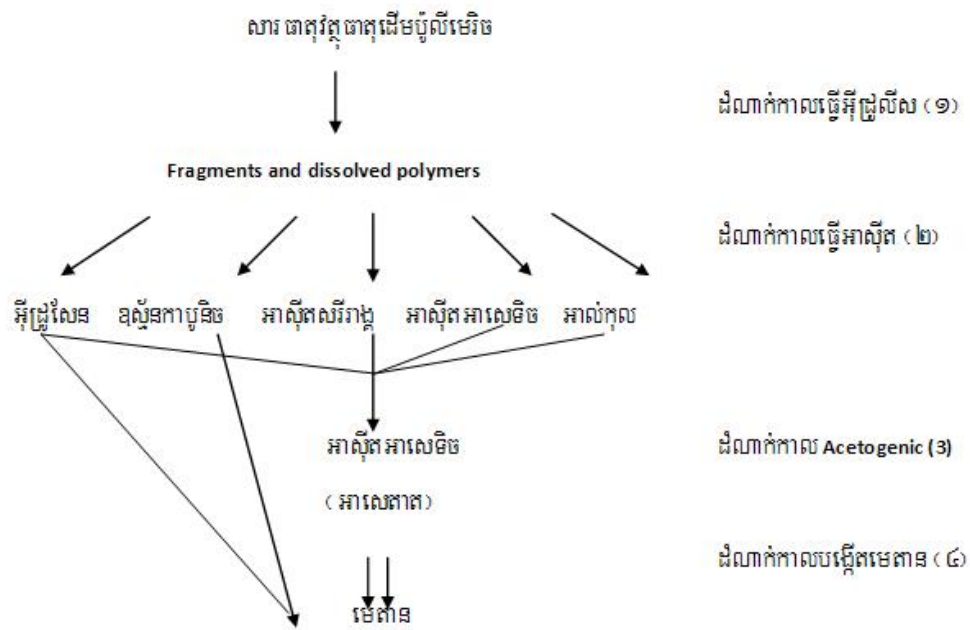 សារធាតុវត្ថុធាតុដើមប៉ូលីមេរិច
ដំណាក់កាលធ្វើអ៊ីដ្រូលីស (១)
Fragments and dissolved polymers
ដំណាក់កាលធ្វើអាស៊ីត (២)
អ៊ីដ្រូសែន ឧស្ម័នកាបូនិច អាស៊ីតសរីរាង្គ អាស៊ីតអាសេទិច អាល់កុល
អាស៊ីតអាសេទិច
ដំណាក់កាល Acetogenic (3)
(អាសេតាត)
ដំណាក់កាលបង្កើតមេតាន (៤)
មេតាន